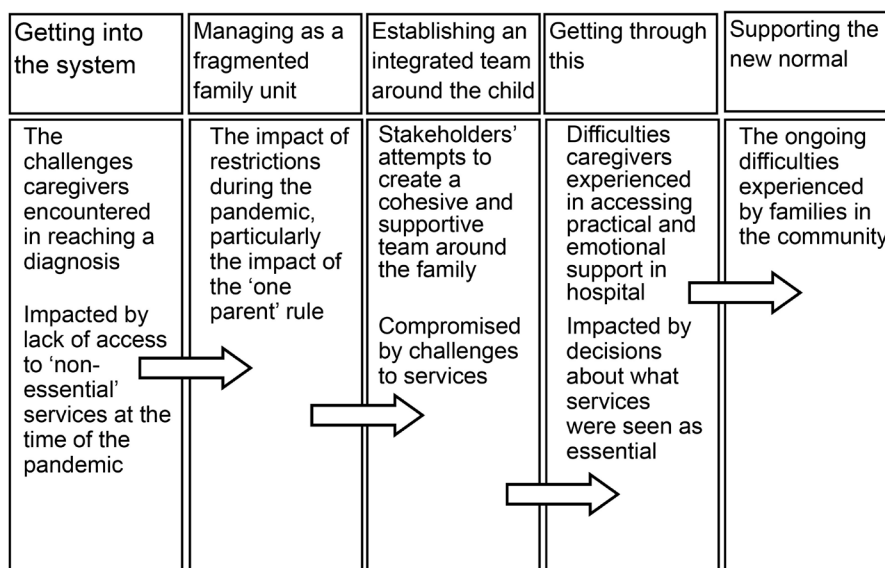 Getting into
the system
Managing as a
fragmented
family unit
Establishing an
integrated team
around the child
Getting through
this
Supporting the
new normal
The
challenges
caregivers
encountered
in reaching a
diagnosis
Impacted by
lack of access
to ‘non-
essential’
services at the
time of the
pandemic
The impact of
restrictions
during the
pandemic,
particularly
the impact of
the ‘one
parent’ rule
Stakeholders’
attempts to
create a
cohesive and
supportive
team around
the family
Compromised
by challenges
to services
Difficulties
caregivers
experienced
in accessing
practical and
emotional
support in
hospital
Impacted by
decisions
about what
services
were seen as
essential
The ongoing
difficulties
experienced
by families in
the community